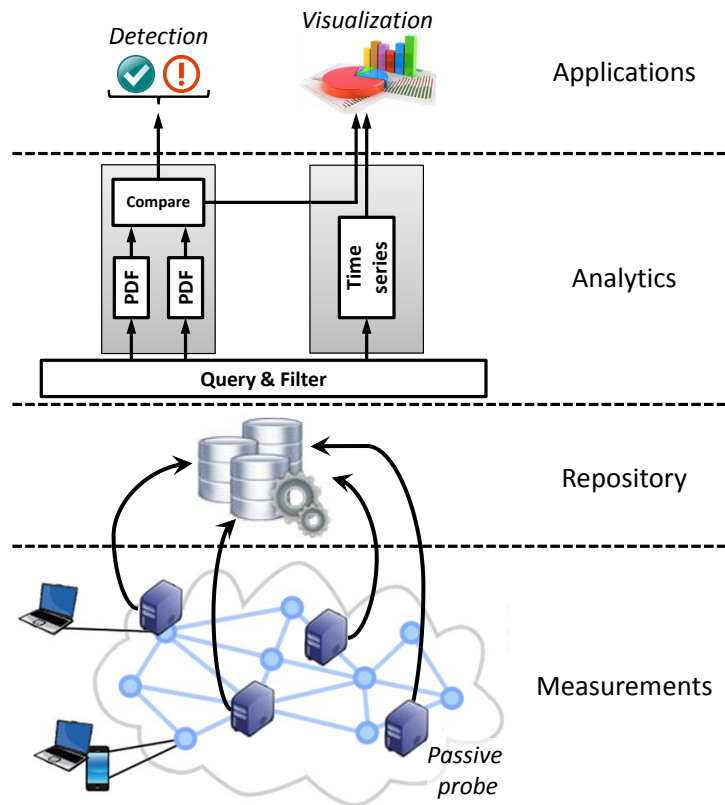 Detection
Visualization
Applications
Compare
PDF
PDF
Time
series
Analytics
Query & Filter
Repository
Measurements
Passive
probe